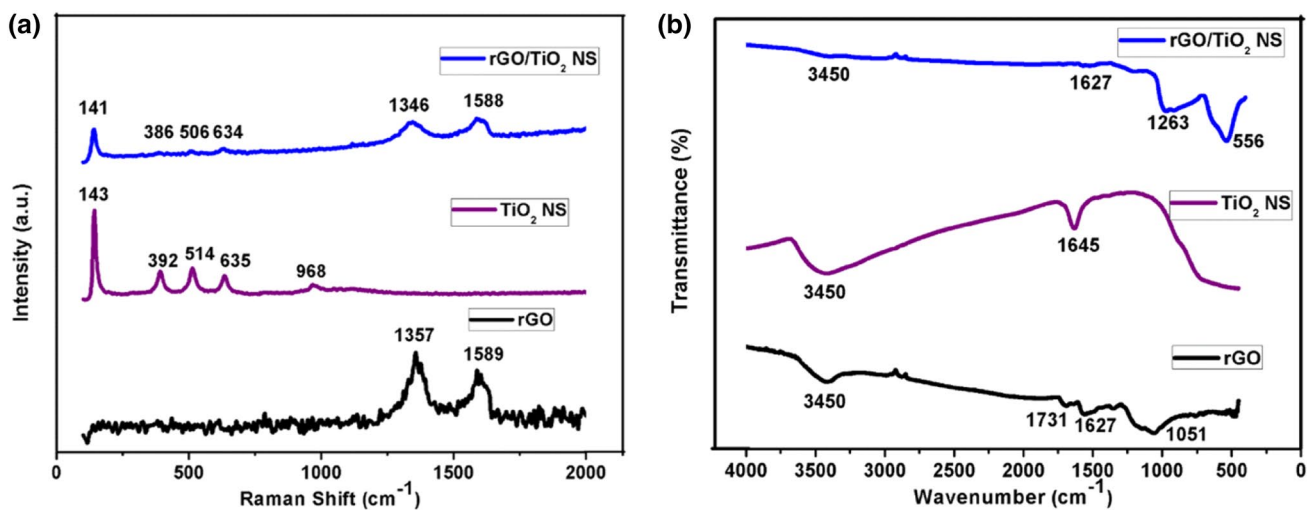 (a)
rGO/TiO₂ NS
141
386 506 634
1346
1588
143
TiO₂ NS
392
514
635
968
rGO
1357
1589
Intensity (a.u.)
0 500 1000 1500 2000
Raman Shift (cm⁻¹)
(b)
rGO/TiO₂ NS
3450
1627
1263
556
TiO₂ NS
3450
1645
rGO
3450
1731
1627
1051
Transmittance (%)
4000 3500 3000 2500 2000 1500 1000 500 0
Wavenumber (cm⁻¹)